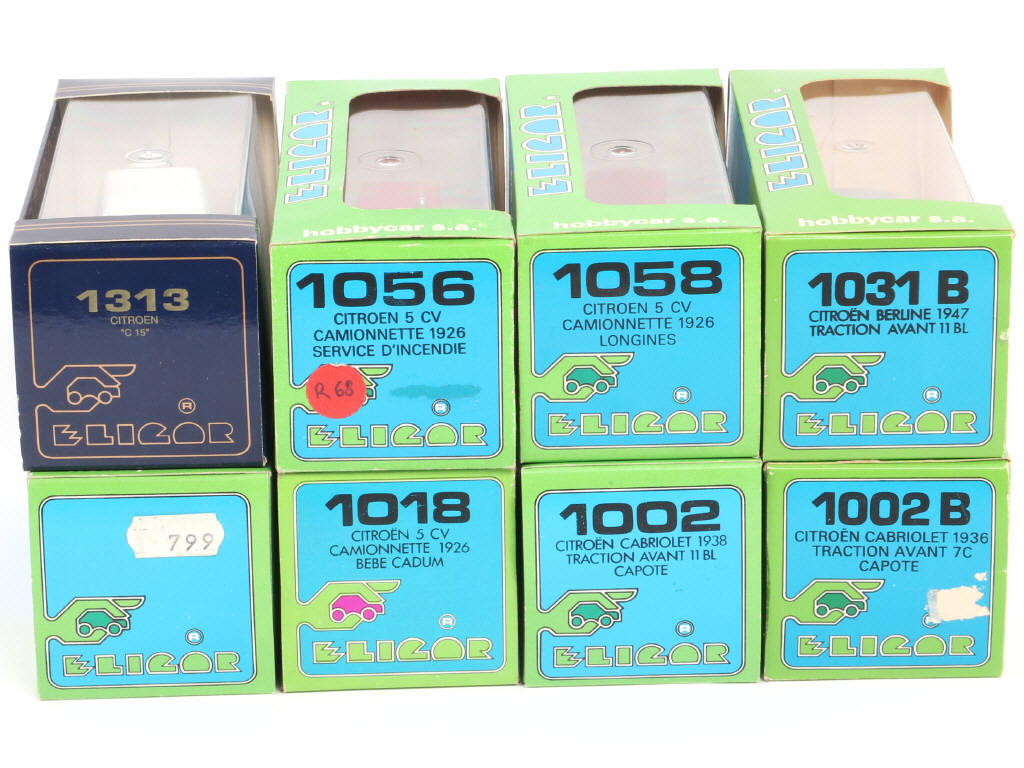 1313
CITROËN
"C 15"
ELIGOR
ELIGOR
hobbycar s.a.
1056
CITROEN 5 CV
CAMIONNETTE 1926
SERVICE D'INCENDIE
R 68
ELIGOR
ELIGOR
hobbycar s.a.
1058
CITROEN 5 CV
CAMIONNETTE 1926
LONGINES
ELIGOR
ELIGOR
hobbycar s.a.
1031 B
CITROËN BERLINE 1947
TRACTION AVANT 11 BL
ELIGOR
799
ELIGOR
1018
CITROËN 5 CV
CAMIONNETTE 1926
BEBE CADUM
ELIGOR
1002
CITROËN CABRIOLET 1938
TRACTION AVANT 11 BL
CAPOTE
ELIGOR
1002 B
CITROËN CABRIOLET 1936
TRACTION AVANT 7C
CAPOTE
ELIGOR